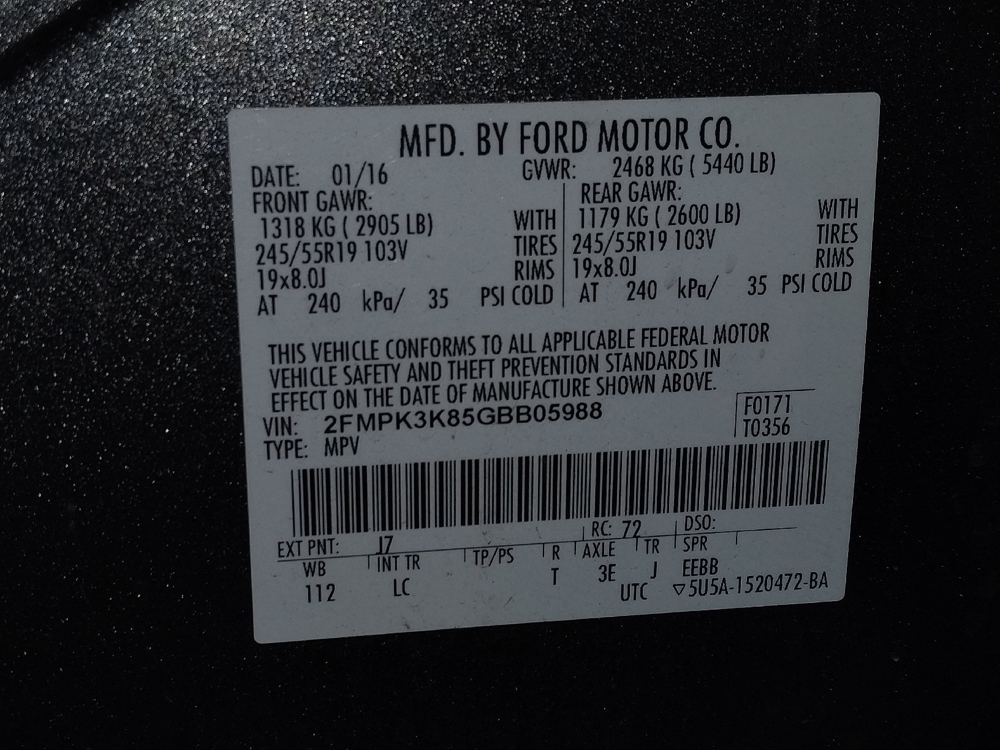 MFD. BY FORD MOTOR CO.
DATE: 01/16 GVWR: 2468 KG ( 5440 LB)
FRONT GAWR: REAR GAWR:
1318 KG ( 2905 LB) WITH 1179 KG ( 2600 LB) WITH
245/55R19 103V TIRES 245/55R19 103V TIRES
19x8.0J RIMS 19x8.0J RIMS
AT 240 kPa/ 35 PSI COLD AT 240 kPa/ 35 PSI COLD
THIS VEHICLE CONFORMS TO ALL APPLICABLE FEDERAL MOTOR
VEHICLE SAFETY AND THEFT PREVENTION STANDARDS IN
EFFECT ON THE DATE OF MANUFACTURE SHOWN ABOVE.
VIN: 2FMPK3K85GBB05988 F0171
TYPE: MPV T0356
RC: 72 DSO:
EXT PNT: J7
WB INT TR TP/PS R AXLE TR SPR
112 LC T 3E J EEBB
UTC ▽5U5A-1520472-BA